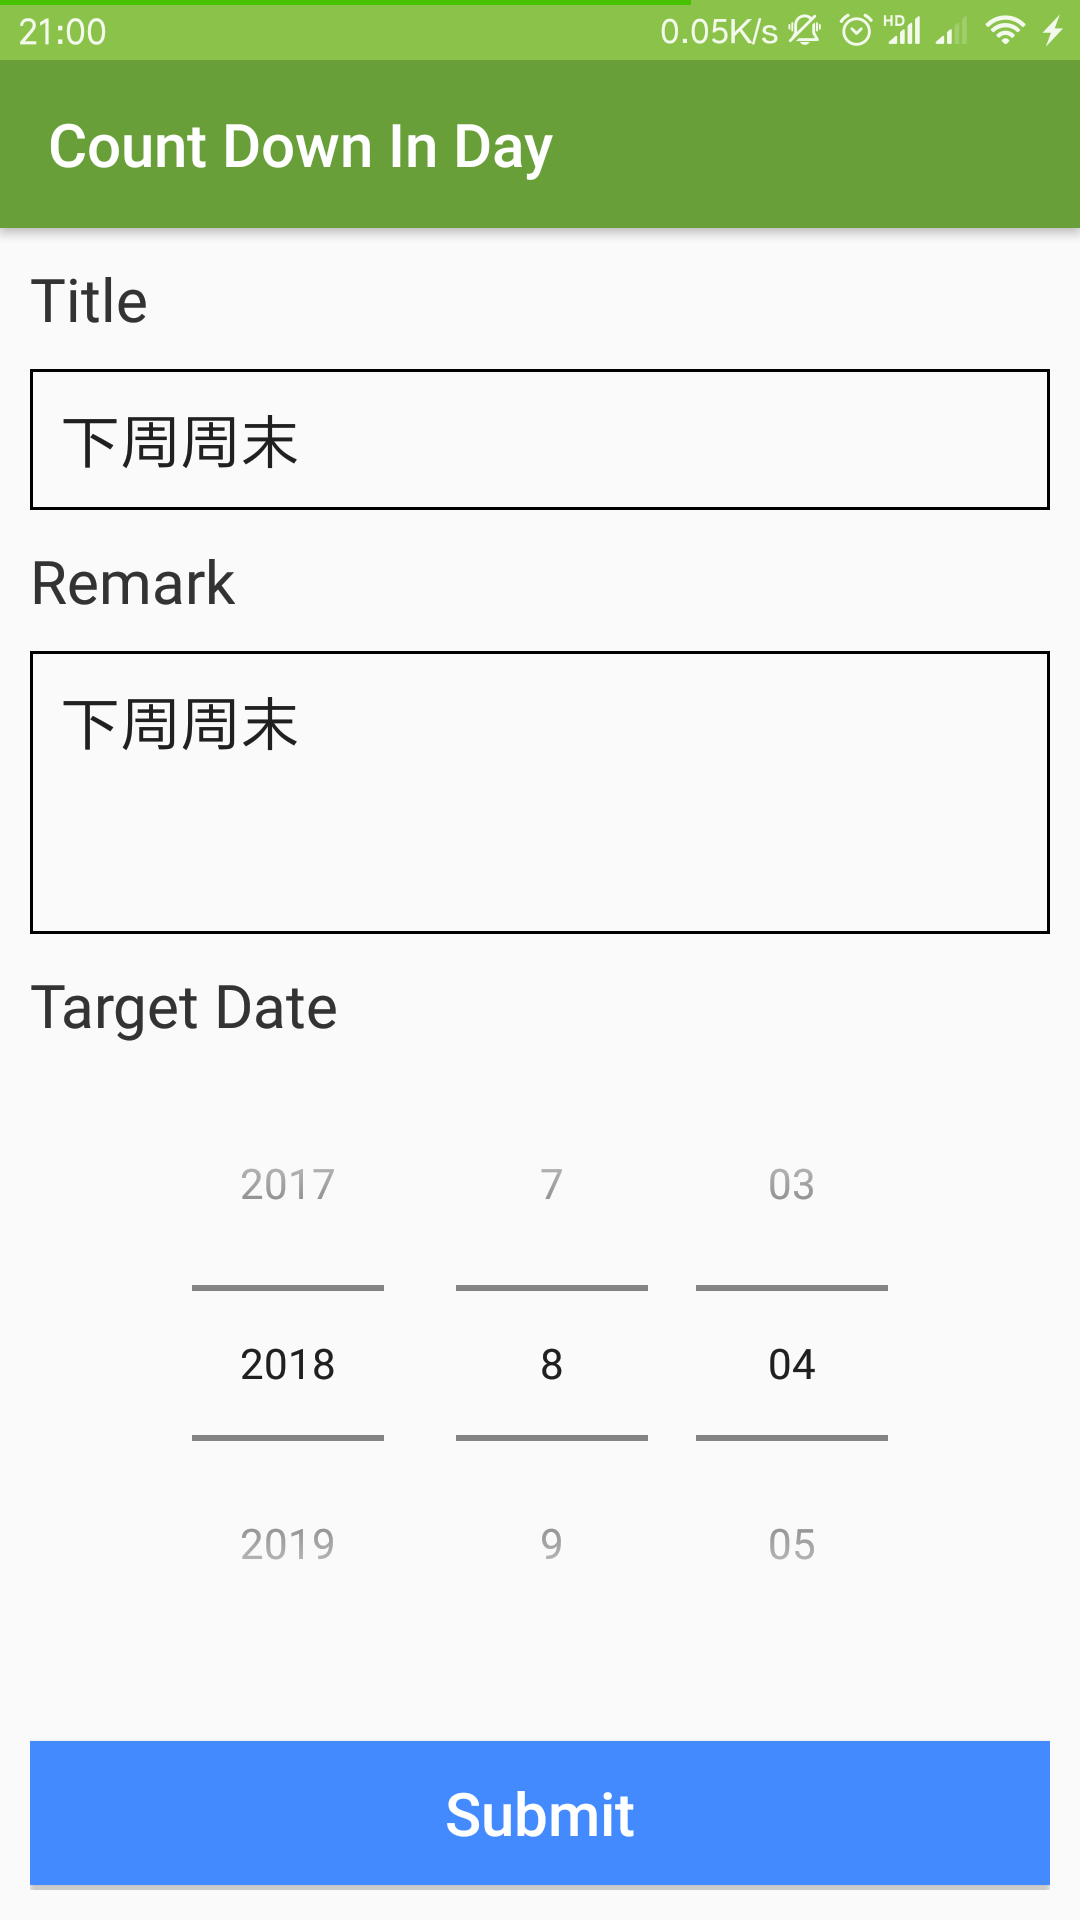 21:00 0.05K/s HD
Count Down In Day
Title
下周周末
Remark
下周周末
Target Date
2017 7 03
2018 8 04
2019 9 05
Submit